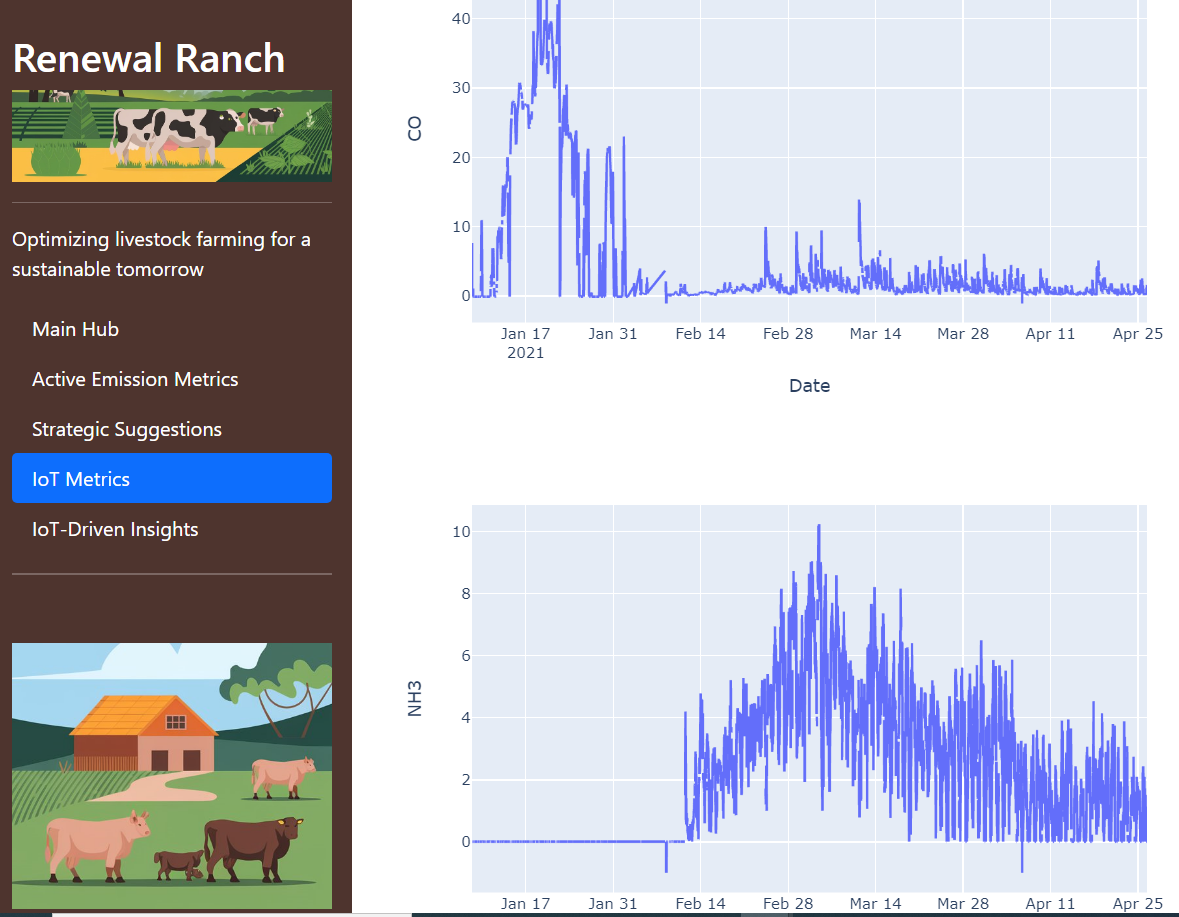 Renewal Ranch
Optimizing livestock farming for a
sustainable tomorrow
Main Hub
Active Emission Metrics
Strategic Suggestions
IoT Metrics
IoT-Driven Insights
40
30
20
10
0
CO
Jan 17
2021
Jan 31
Feb 14
Feb 28
Mar 14
Mar 28
Apr 11
Apr 25
Date
10
8
6
4
2
0
NH3
Jan 17
Jan 31
Feb 14
Feb 28
Mar 14
Mar 28
Apr 11
Apr 25